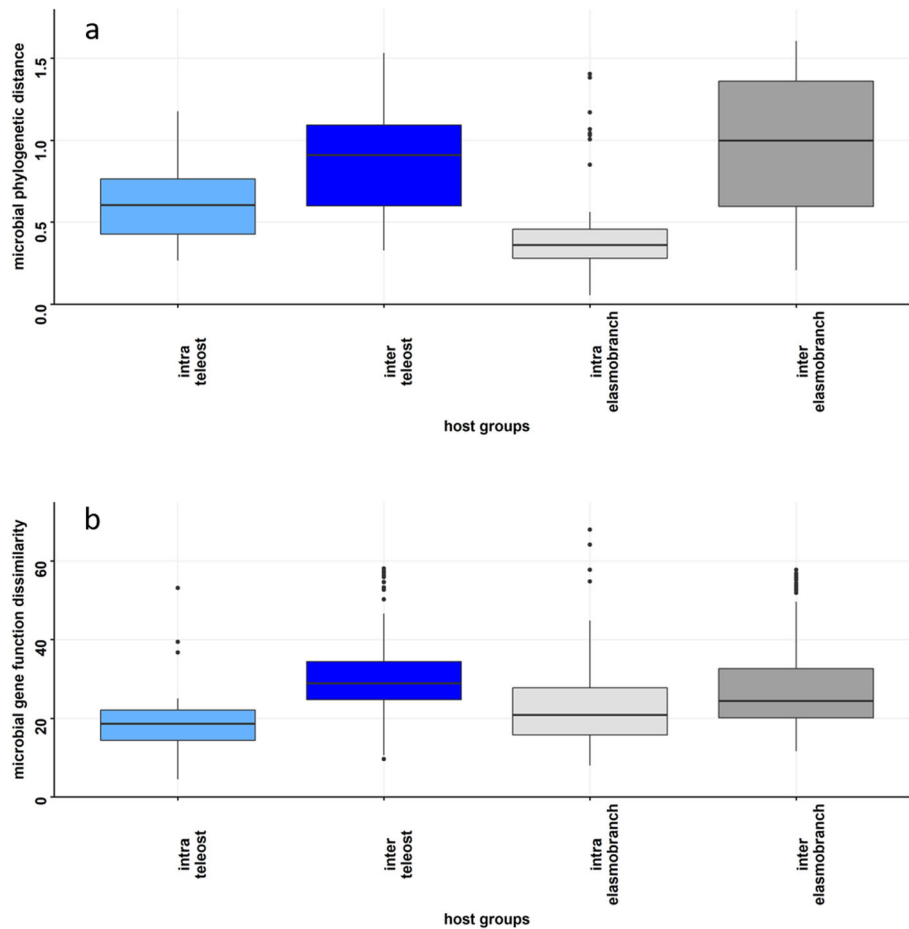 a
microbial phylogenetic distance
1.5
1.0
0.5
0.0
intra
teleost
inter
teleost
intra
elasmobranch
inter
elasmobranch
host groups
b
microbial gene function dissimilarity
60
40
20
0
intra
teleost
inter
teleost
intra
elasmobranch
inter
elasmobranch
host groups